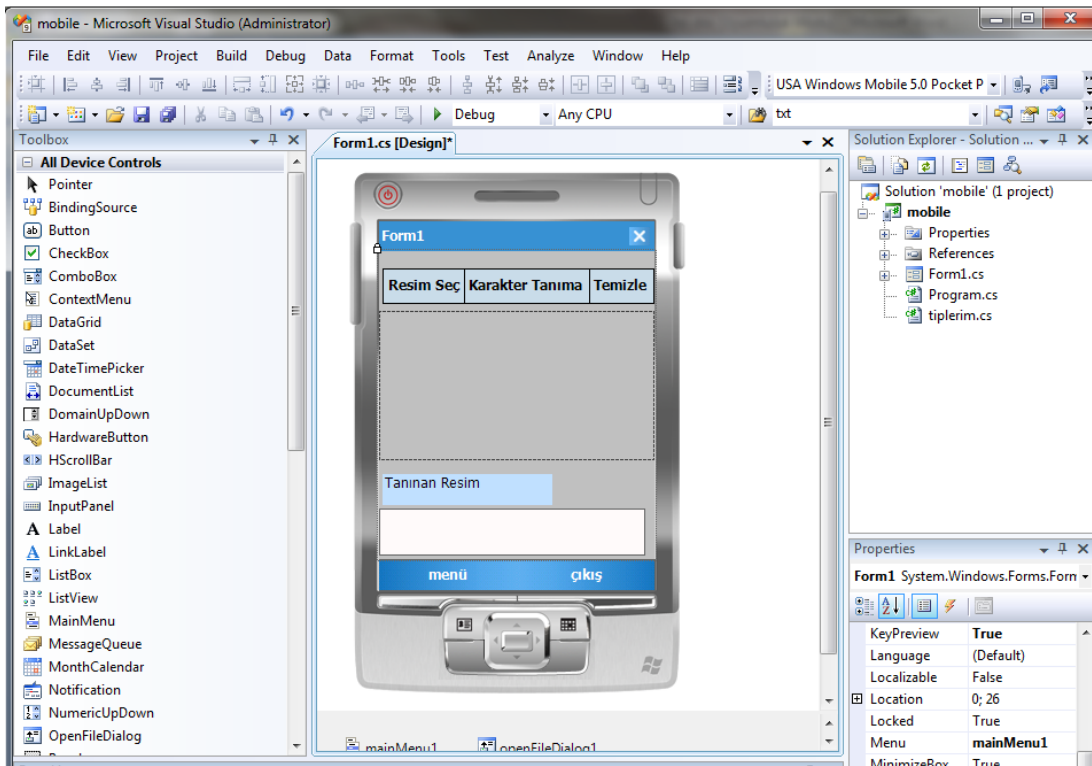 mobile - Microsoft Visual Studio (Administrator)
File Edit View Project Build Debug Data Format Tools Test Analyze Window Help
USA Windows Mobile 5.0 Pocket P
Debug Any CPU txt
Toolbox
All Device Controls
Pointer
BindingSource
Button
CheckBox
ComboBox
ContextMenu
DataGrid
DataSet
DateTimePicker
DocumentList
DomainUpDown
HardwareButton
HScrollBar
ImageList
InputPanel
Label
LinkLabel
ListBox
ListView
MainMenu
MessageQueue
MonthCalendar
Notification
NumericUpDown
OpenFileDialog
Form1.cs [Design]*
Form1
Resim Seç Karakter Tanıma Temizle
Tanınan Resim
menü çıkış
mainMenu1 openFileDialog1
Solution Explorer - Solution ...
Solution 'mobile' (1 project)
mobile
Properties
References
Form1.cs
Program.cs
tiplerim.cs
Properties
Form1 System.Windows.Forms.Form
KeyPreview True
Language (Default)
Localizable False
Location 0; 26
Locked True
Menu mainMenu1
MinimizeBox True